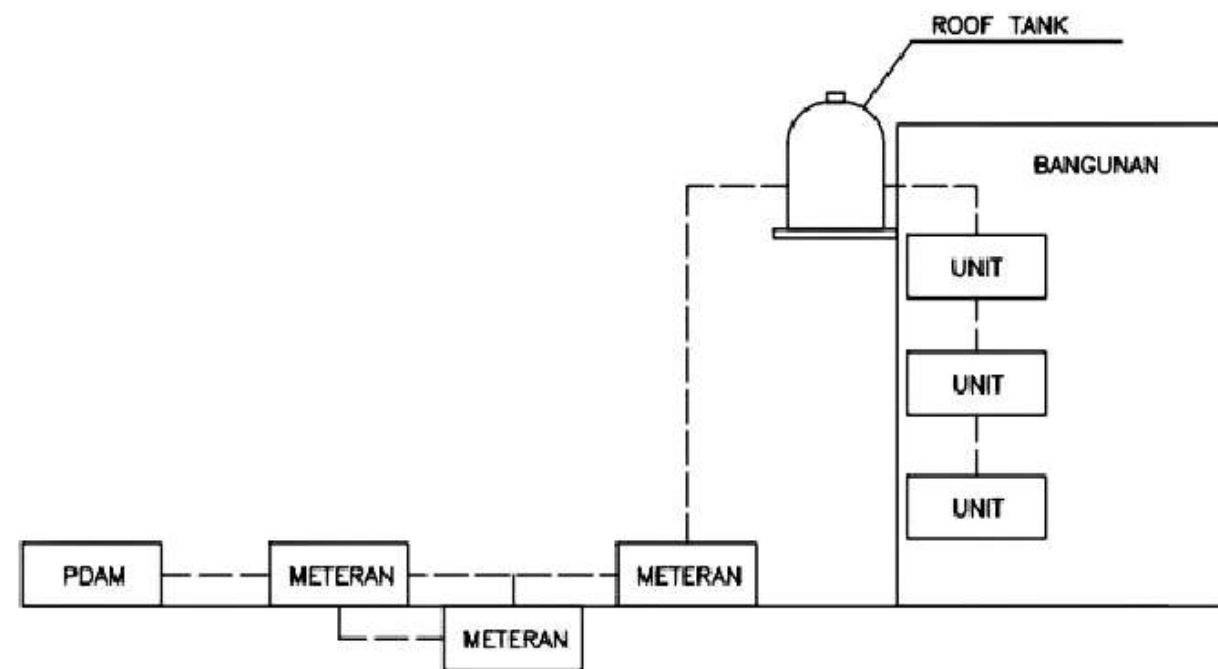 ROOF TANK
BANGUNAN
UNIT
UNIT
UNIT
PDAM
METERAN
METERAN
METERAN